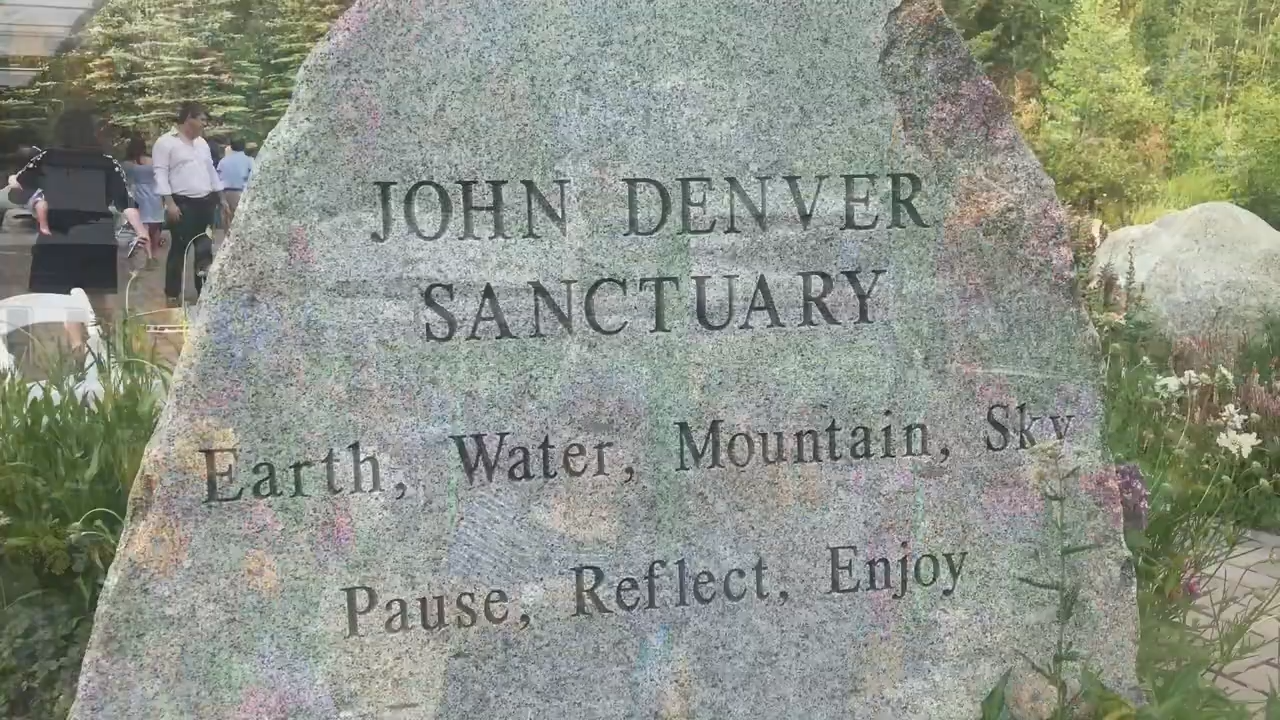 JOHN DENVER
SANCTUARY
Earth, Water, Mountain, Sky
Pause, Reflect, Enjoy